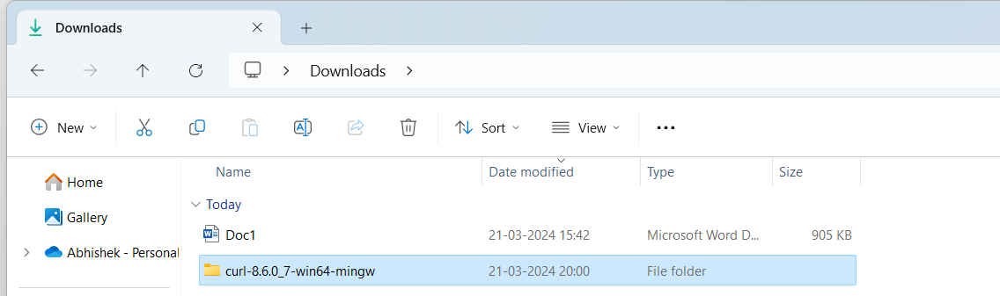 Downloads
Downloads
New Sort View
Name Date modified Type Size
Home
Gallery
Abhishek - Personal
Today
Doc1 21-03-2024 15:42 Microsoft Word D... 905 KB
curl-8.6.0_7-win64-mingw 21-03-2024 20:00 File folder